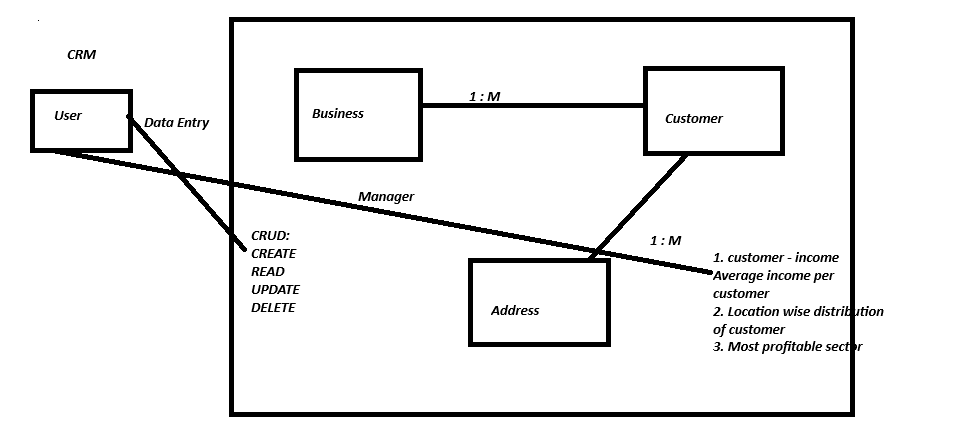 CRM
User
Data Entry
Business
1 : M
Customer
Manager
CRUD:
CREATE
READ
UPDATE
DELETE
1 : M
Address
1. customer - income
Average income per
customer
2. Location wise distribution
of customer
3. Most profitable sector